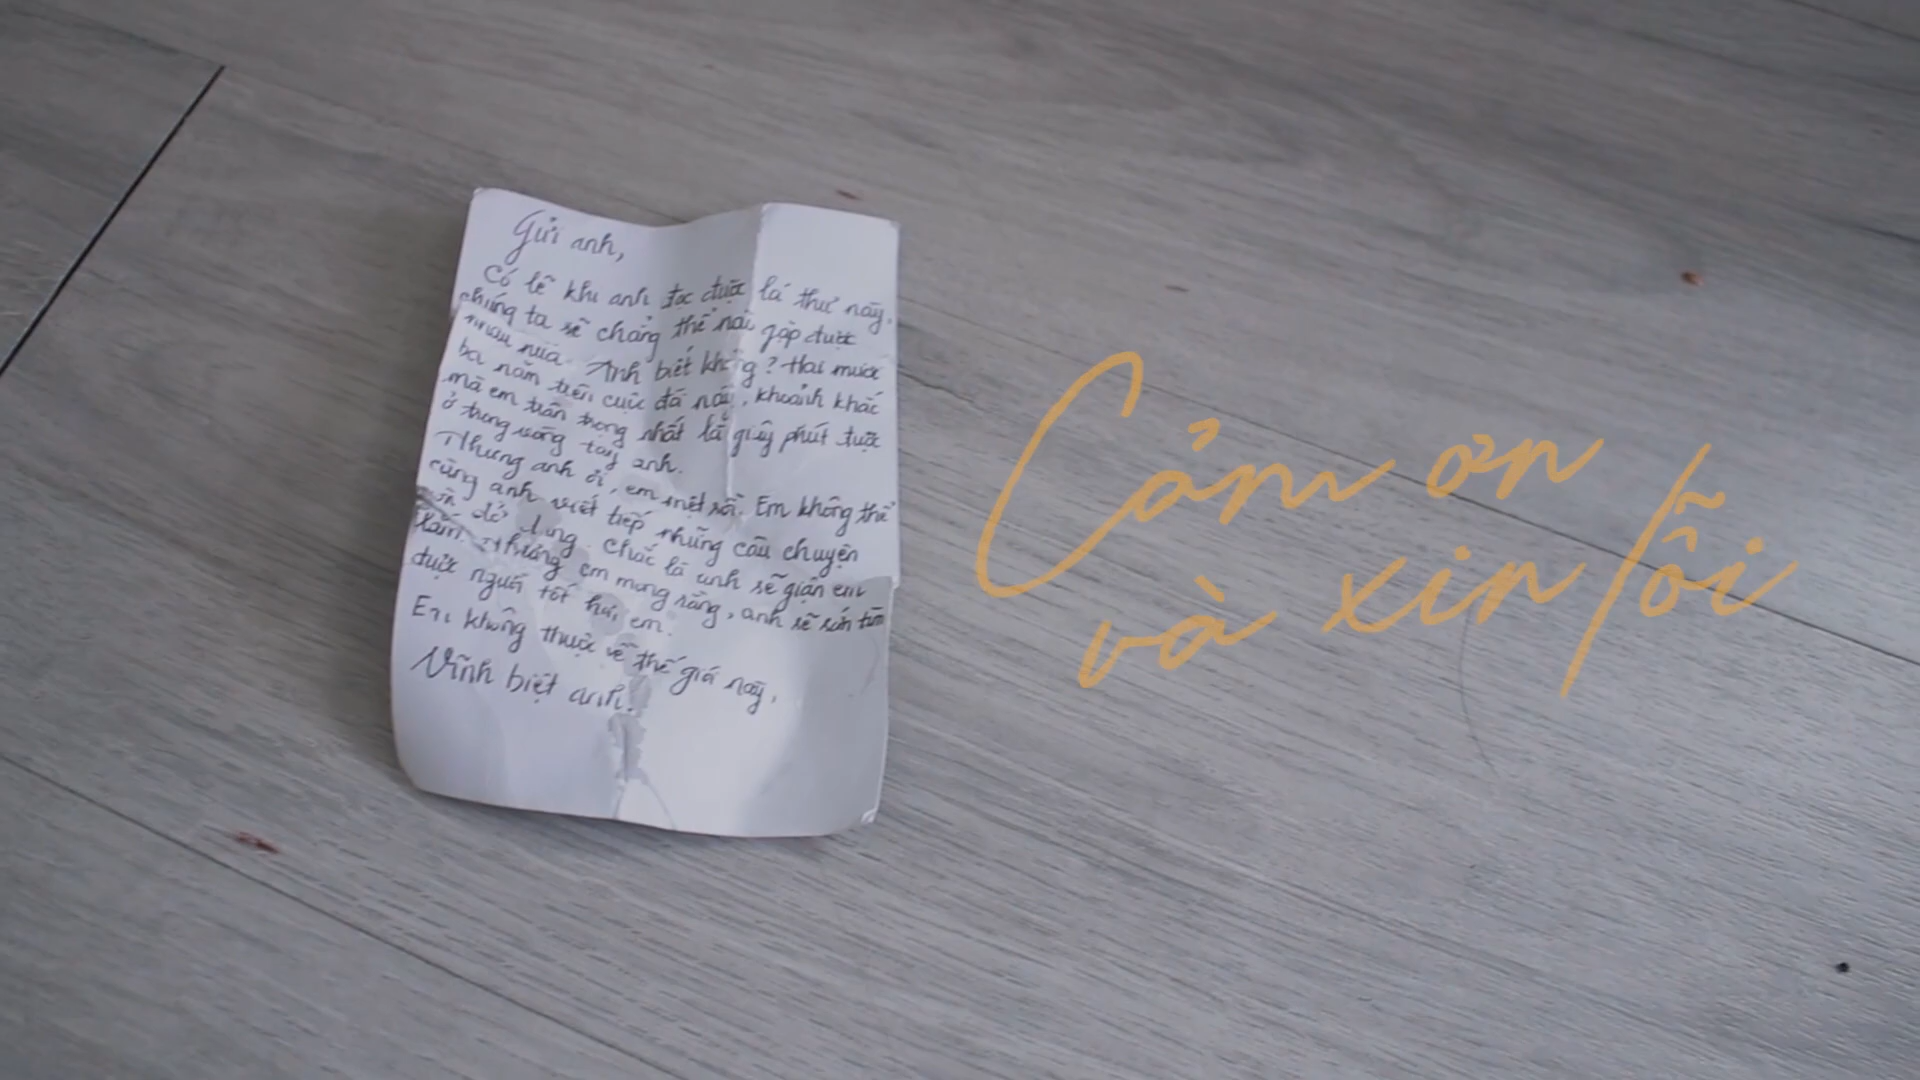 Gửi anh,
Có lẽ khi anh đọc được lá thư này,
chúng ta sẽ chẳng thể nào gặp được
nhau nữa. Anh biết không? Hai mươi
ba năm trên cuộc đời này, khoảnh khắc
mà em trân trọng nhất là giây phút được
ở trong vòng tay anh.
Nhưng anh ơi, em mệt rồi. Em không thể
cùng anh viết tiếp những câu chuyện
còn dở dang. Chắc là anh sẽ giận em
lắm. Nhưng em mong rằng, anh sẽ sớm tìm
được người tốt hơn em.
Em không thuộc về thế giới này.
Vĩnh biệt anh.
Cảm ơn
và xin lỗi